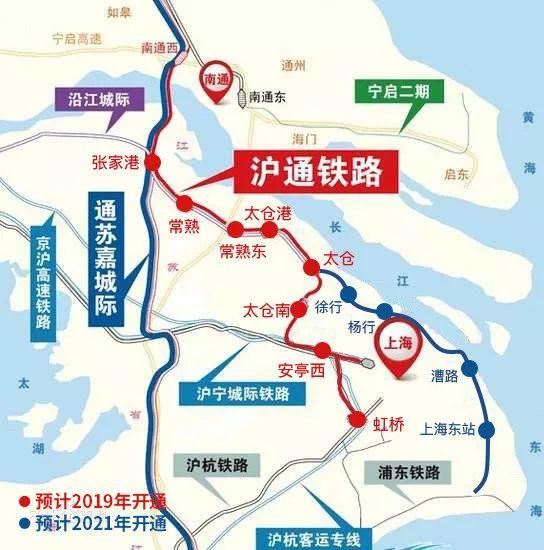 如皋
宁启高速
南通西
通州
南通
南通东
宁启二期
黄海
沿江城际
海门
启东
张家港
江苏省
沪通铁路
常熟
太仓港
常熟东
长江
通苏嘉城际
京沪高速铁路
太仓
徐行
太仓南
杨行
上海
安亭西
漕路
沪宁城际铁路
太湖
虹桥
上海东站
沪杭铁路
浦东铁路
东海
预计2019年开通
预计2021年开通
沪杭客运专线